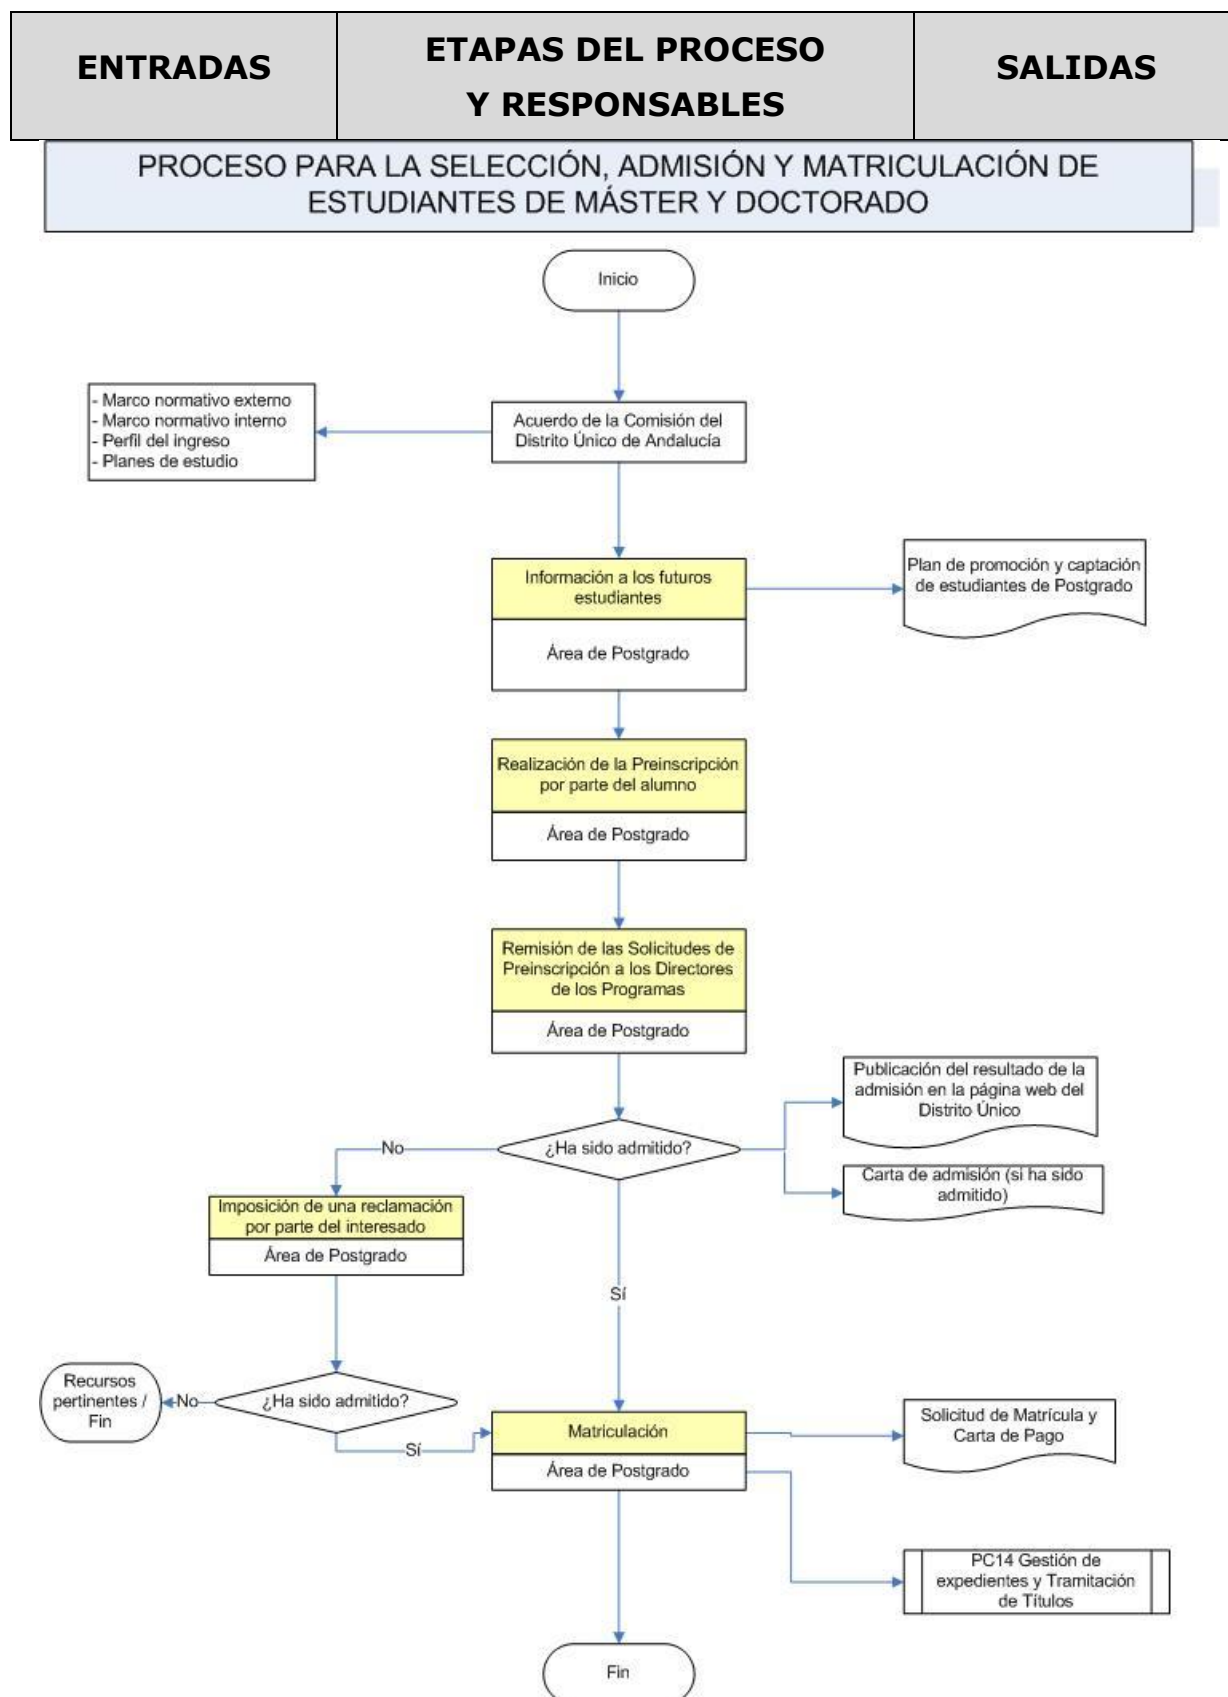 ENTRADAS
ETAPAS DEL PROCESO
Y RESPONSABLES
SALIDAS
PROCESO PARA LA SELECCIÓN, ADMISIÓN Y MATRICULACIÓN DE
ESTUDIANTES DE MÁSTER Y DOCTORADO
Inicio
- Marco normativo externo
- Marco normativo interno
- Perfil del ingreso
- Planes de estudio
Acuerdo de la Comisión del
Distrito Único de Andalucía
Información a los futuros
estudiantes
Área de Postgrado
Plan de promoción y captación
de estudiantes de Postgrado
Realización de la Preinscripción
por parte del alumno
Área de Postgrado
Remisión de las Solicitudes de
Preinscripción a los Directores
de los Programas
Área de Postgrado
Publicación del resultado de la
admisión en la página web del
Distrito Único
¿Ha sido admitido?
No
Carta de admisión (si ha sido
admitido)
Imposición de una reclamación
por parte del interesado
Área de Postgrado
Sí
Recursos
pertinentes /
Fin
No
¿Ha sido admitido?
Sí
Matriculación
Área de Postgrado
Solicitud de Matrícula y
Carta de Pago
PC14 Gestión de
expedientes y Tramitación
de Títulos
Fin